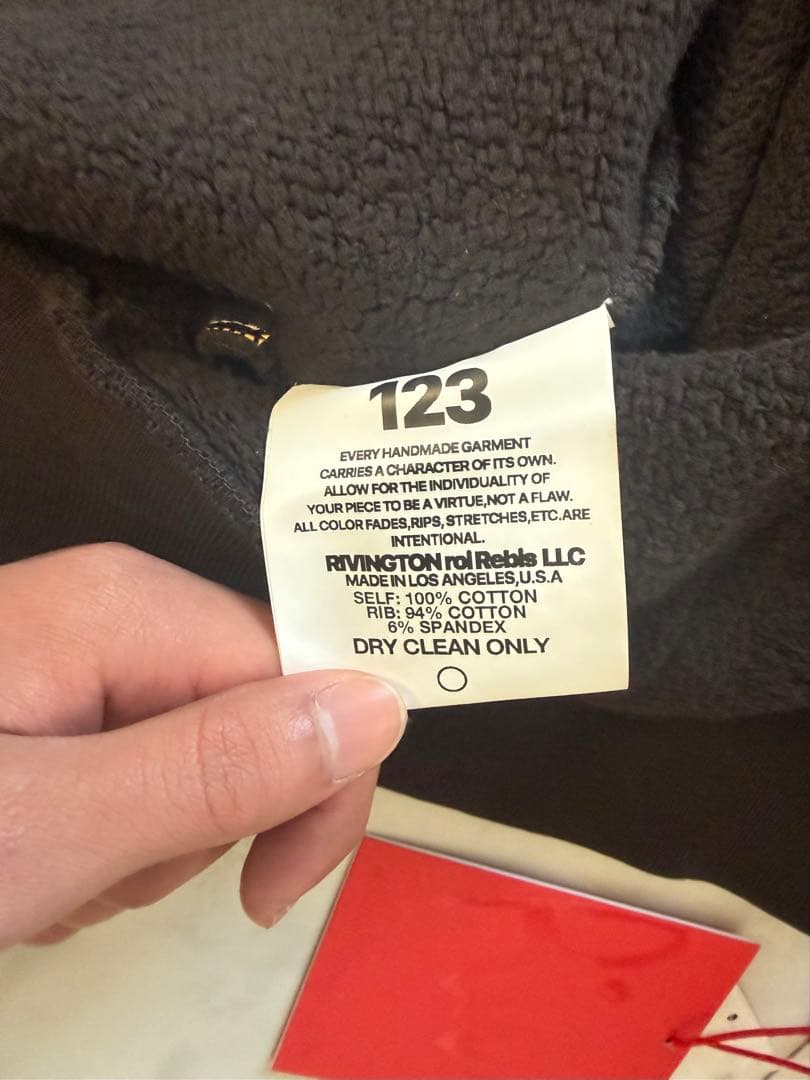 123
EVERY HANDMADE GARMENT
CARRIES A CHARACTER OF ITS OWN.
ALLOW FOR THE INDIVIDUALITY OF
YOUR PIECE TO BE A VIRTUE,NOT A FLAW.
ALL COLOR FADES,RIPS,STRETCHES,ETC.ARE
INTENTIONAL.
RIVINGTON roi Rebis LLC
MADE IN LOS ANGELES,U.S.A
SELF: 100% COTTON
RIB: 94% COTTON
6% SPANDEX
DRY CLEAN ONLY